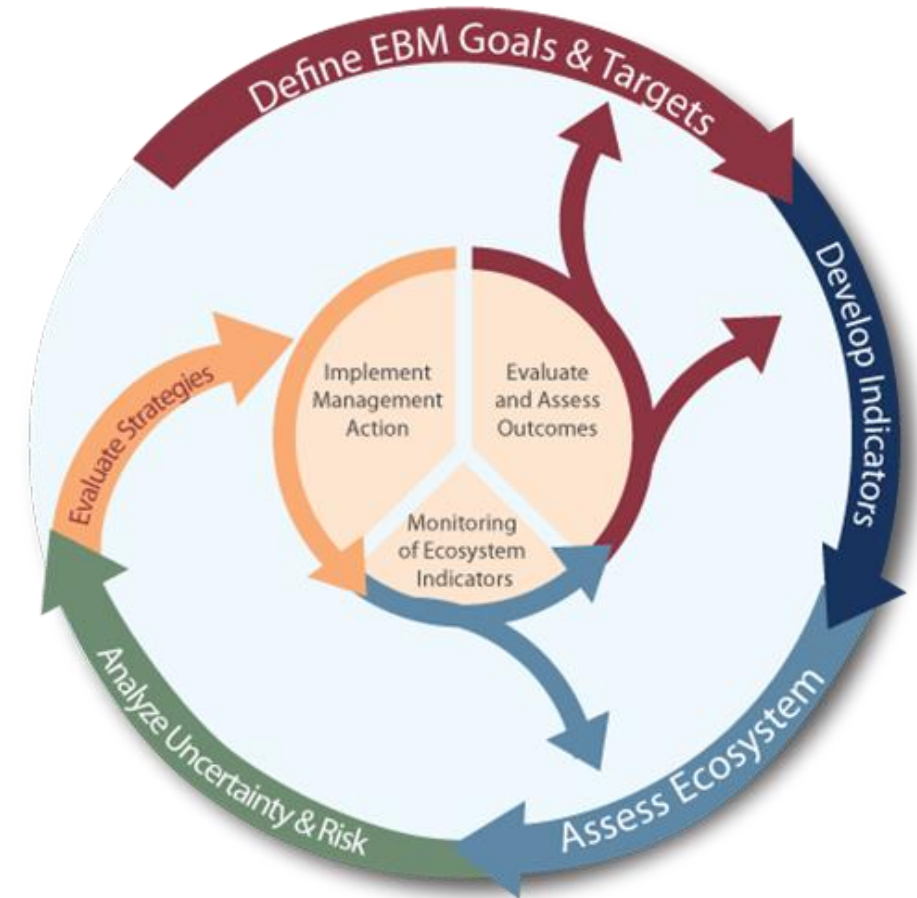 Define EBM Goals & Targets
Develop Indicators
Assess Ecosystem
Analyze Uncertainty & Risk
Evaluate Strategies
Implement
Management
Action
Evaluate
and Assess
Outcomes
Monitoring
of Ecosystem
Indicators